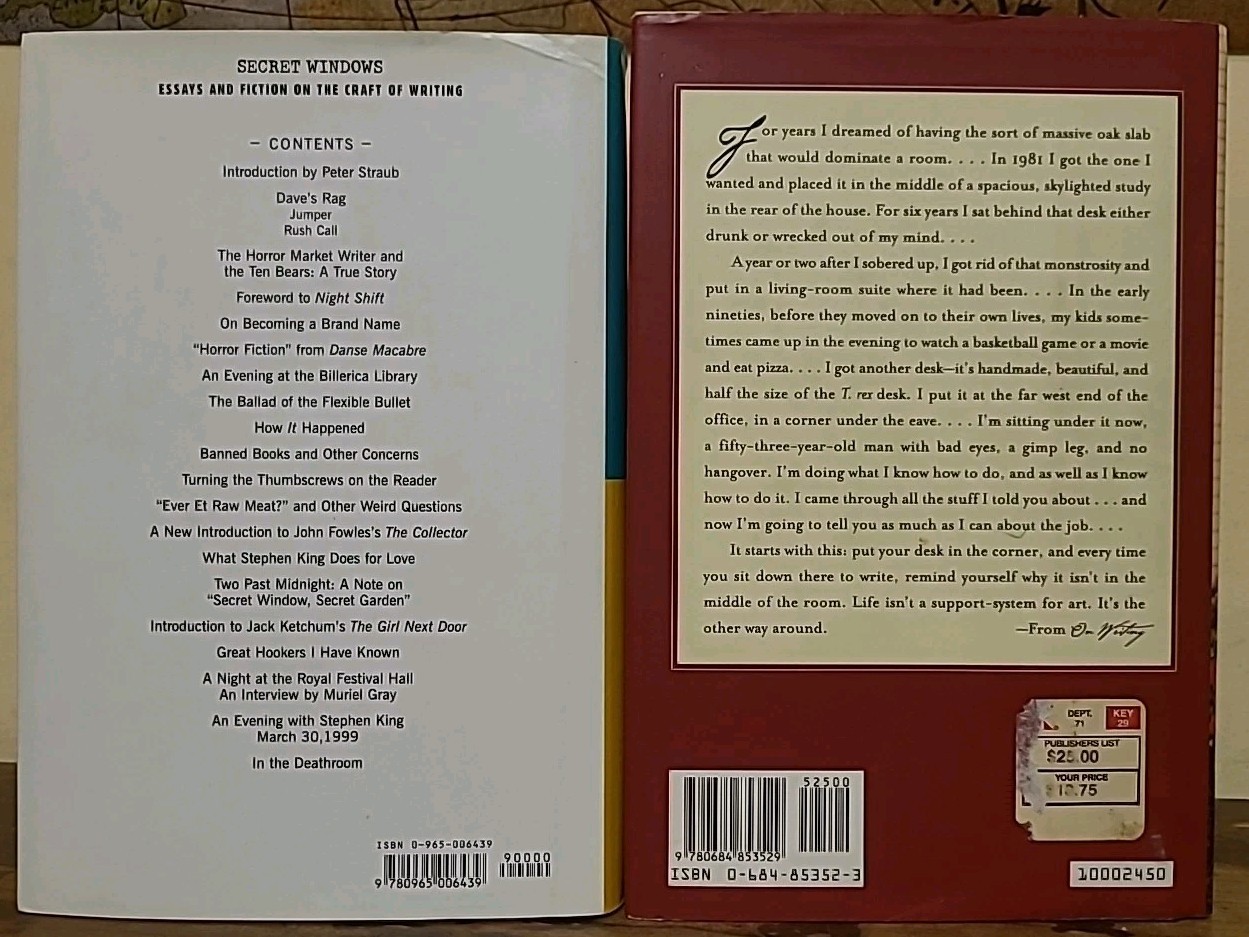 SECRET WINDOWS
ESSAYS AND FICTION ON THE CRAFT OF WRITING
– CONTENTS –
Introduction by Peter Straub
Dave's Rag
Jumper
Rush Call
The Horror Market Writer and
the Ten Bears: A True Story
Foreword to Night Shift
On Becoming a Brand Name
“Horror Fiction” from Danse Macabre
An Evening at the Billerica Library
The Ballad of the Flexible Bullet
How It Happened
Banned Books and Other Concerns
Turning the Thumbscrews on the Reader
“Ever Et Raw Meat?” and Other Weird Questions
A New Introduction to John Fowles's The Collector
What Stephen King Does for Love
Two Past Midnight: A Note on
“Secret Window, Secret Garden”
Introduction to Jack Ketchum's The Girl Next Door
Great Hookers I Have Known
A Night at the Royal Festival Hall
An Interview by Muriel Gray
An Evening with Stephen King
March 30,1999
In the Deathroom
ISBN 0-965-006439
90000
9 780965 006439
For years I dreamed of having the sort of massive oak slab
that would dominate a room. . . . In 1981 I got the one I
wanted and placed it in the middle of a spacious, skylighted study
in the rear of the house. For six years I sat behind that desk either
drunk or wrecked out of my mind. . . .
A year or two after I sobered up, I got rid of that monstrosity and
put in a living-room suite where it had been. . . . In the early
nineties, before they moved on to their own lives, my kids some-
times came up in the evening to watch a basketball game or a movie
and eat pizza. . . . I got another desk—it's handmade, beautiful, and
half the size of the T. rex desk. I put it at the far west end of the
office, in a corner under the eave. . . . I'm sitting under it now,
a fifty-three-year-old man with bad eyes, a gimp leg, and no
hangover. I'm doing what I know how to do, and as well as I know
how to do it. I came through all the stuff I told you about . . . and
now I'm going to tell you as much as I can about the job. . . .
It starts with this: put your desk in the corner, and every time
you sit down there to write, remind yourself why it isn't in the
middle of the room. Life isn't a support-system for art. It's the
other way around.
—From On Writing
DEPT. 71
KEY 29
PUBLISHERS LIST
$25.00
YOUR PRICE
.75
52500
9 780684 853529
ISBN 0-684-85352-3
10002450